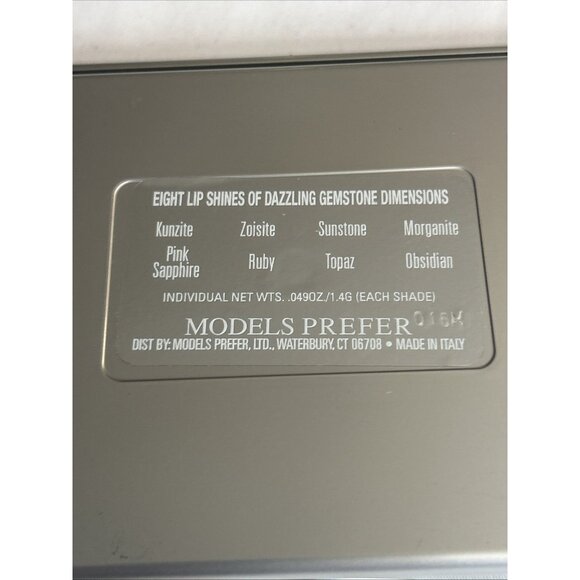 EIGHT LIP SHINES OF DAZZLING GEMSTONE DIMENSIONS
Kunzite Zoisite Sunstone Morganite
Pink Sapphire Ruby Topaz Obsidian
INDIVIDUAL NET WTS. .049OZ./1.4G (EACH SHADE)
MODELS PREFER
DIST BY: MODELS PREFER, LTD., WATERBURY, CT 06708 • MADE IN ITALY